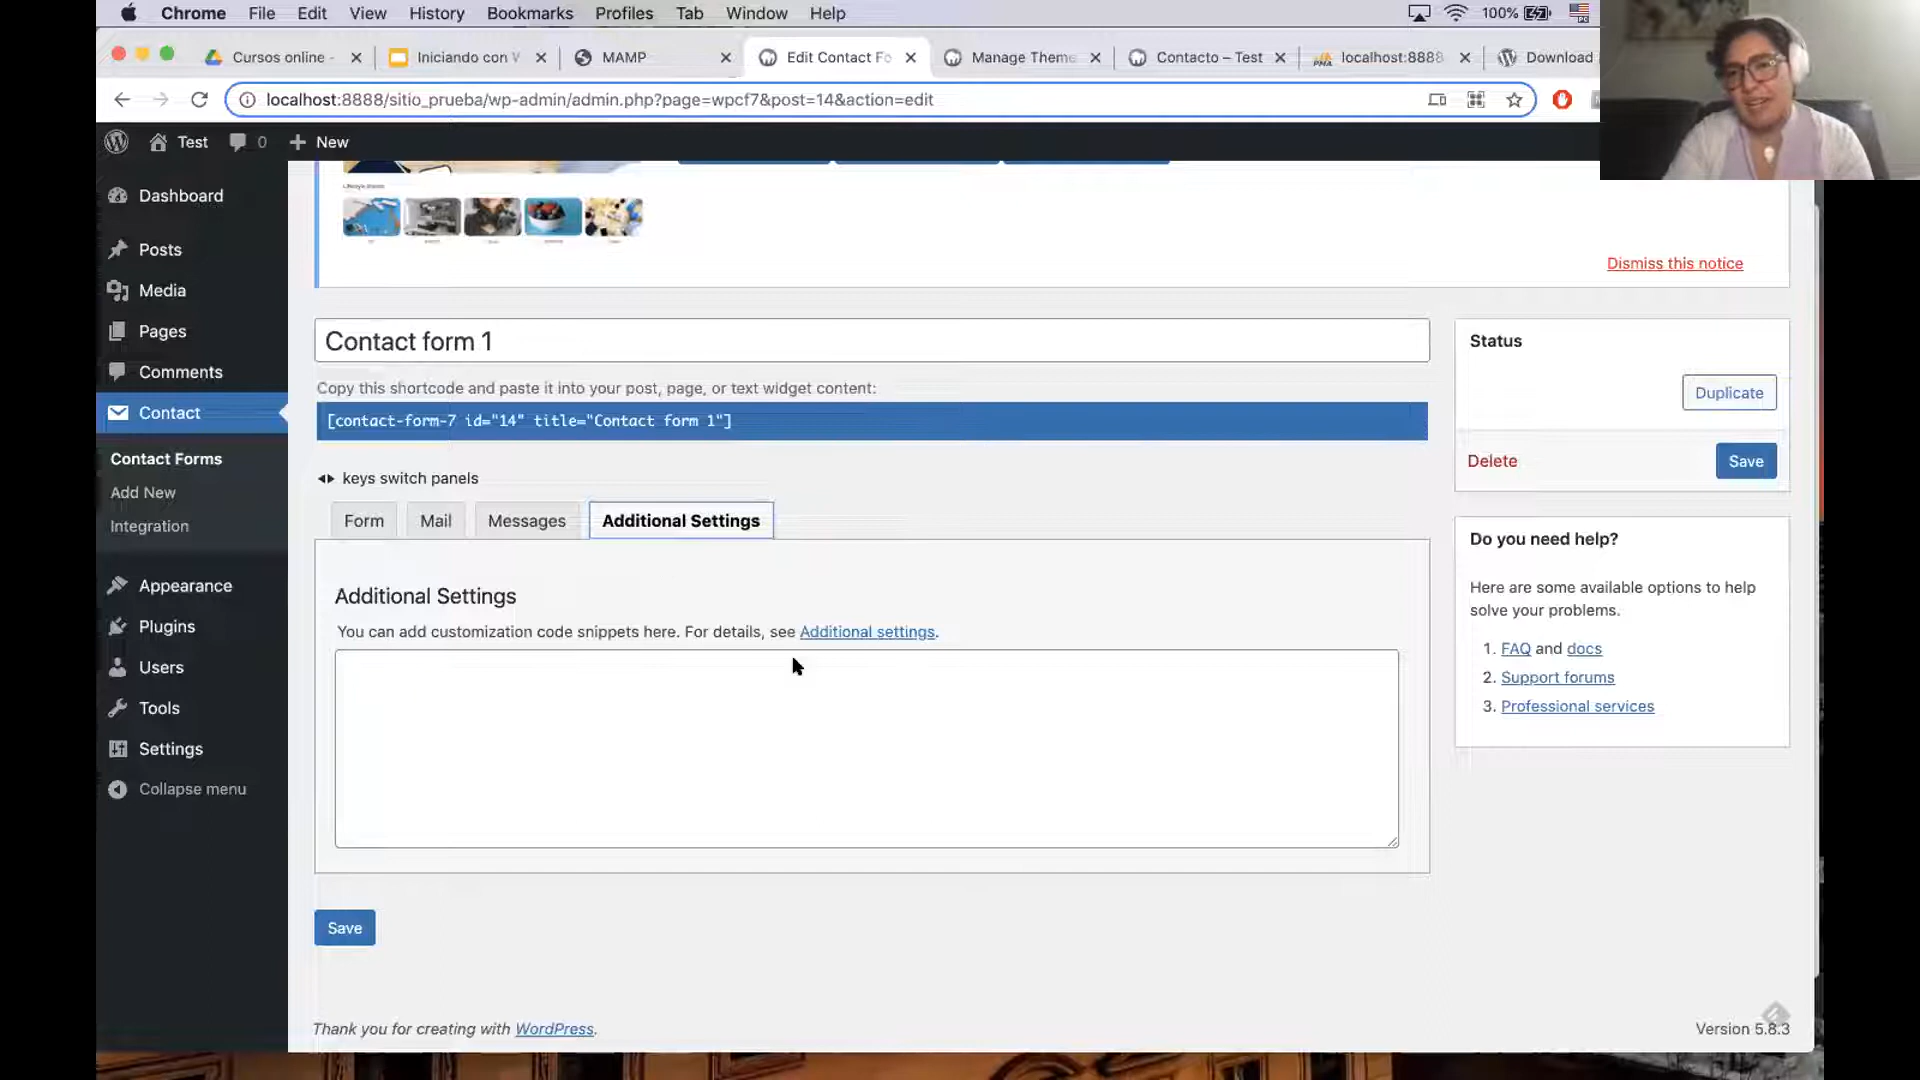 Chrome File Edit View History Bookmarks Profiles Tab Window Help 100%
Cursos online - Iniciando con MAMP Edit Contact Fo Manage Theme Contacto – Test localhost:8888 Download
localhost:8888/sitio_prueba/wp-admin/admin.php?page=wpcf7&post=14&action=edit
Test 0 New
Dashboard
Posts
Media
Pages
Comments
Contact
Contact Forms
Add New
Integration
Appearance
Plugins
Users
Tools
Settings
Collapse menu
Dismiss this notice
Contact form 1
Copy this shortcode and paste it into your post, page, or text widget content:
[contact-form-7 id="14" title="Contact form 1"]
keys switch panels
Form Mail Messages Additional Settings
Additional Settings
You can add customization code snippets here. For details, see Additional settings.
Save
Status
Duplicate
Delete Save
Do you need help?
Here are some available options to help
solve your problems.
1. FAQ and docs
2. Support forums
3. Professional services
Thank you for creating with WordPress.
Version 5.8.3